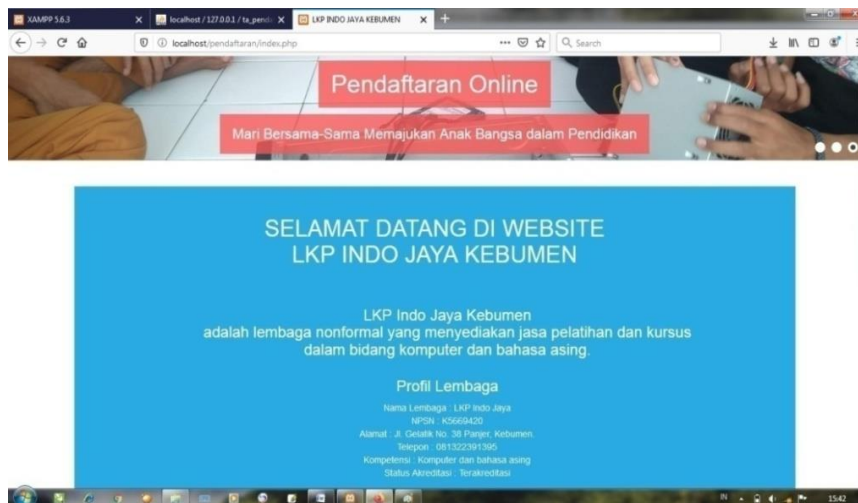 XAMPP 5.6.3
localhost / 127.0.0.1 / ta_pend
LKP INDO JAYA KEBUMEN
localhost/pendaftaran/index.php
Search
Pendaftaran Online
Mari Bersama-Sama Memajukan Anak Bangsa dalam Pendidikan
SELAMAT DATANG DI WEBSITE
LKP INDO JAYA KEBUMEN
LKP Indo Jaya Kebumen
adalah lembaga nonformal yang menyediakan jasa pelatihan dan kursus
dalam bidang komputer dan bahasa asing.
Profil Lembaga
Nama Lembaga : LKP Indo Jaya
NPSN : K5669420
Alamat : Jl. Gelatik No. 38 Panjer, Kebumen.
Telepon : 081322391395
Kompetensi : Komputer dan bahasa asing
Status Akreditasi : Terakreditasi
IN
15:42